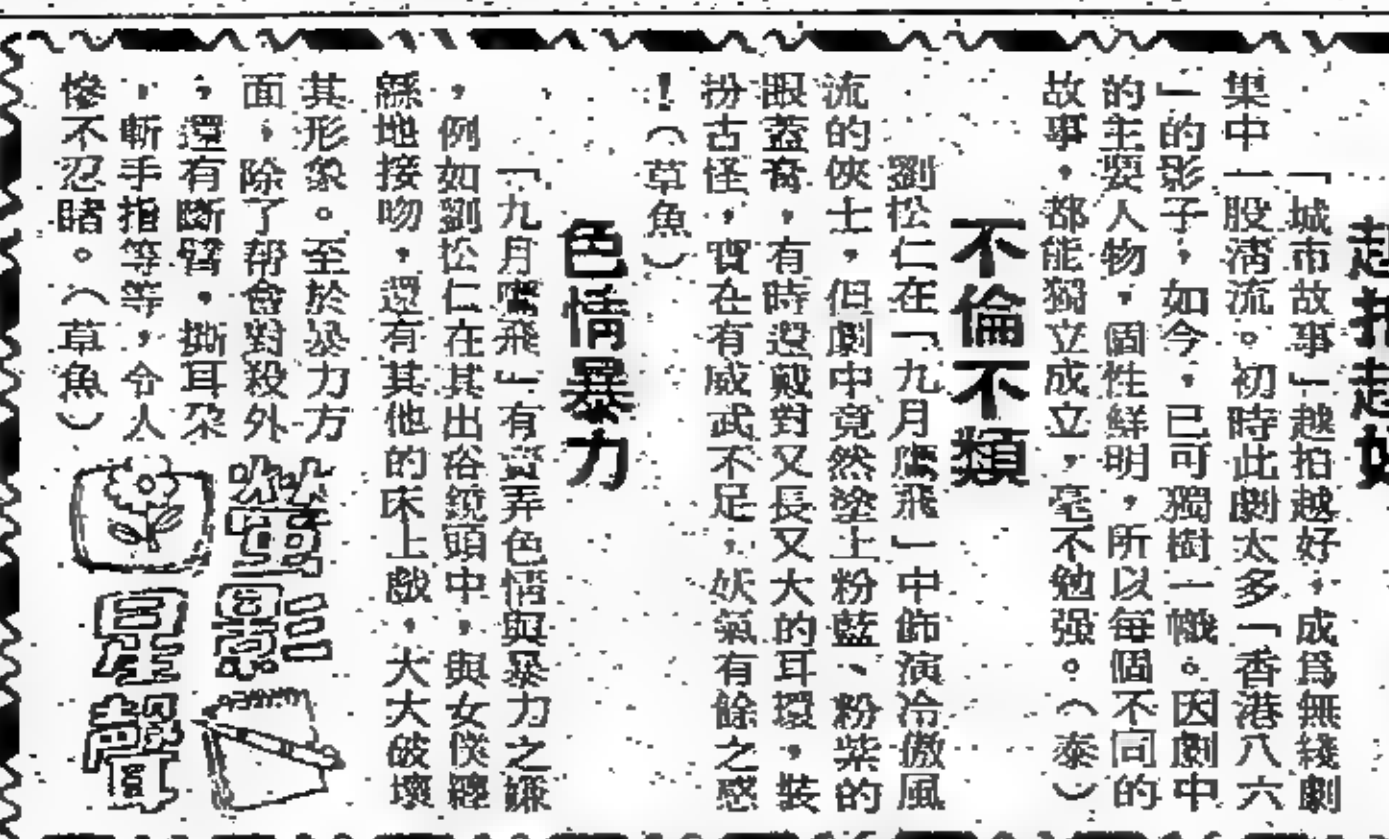 越拍越好
「城市故事」越拍越好，成爲無綫劇
集中一股清流。初時此劇太多「香港八六
」的影子，如今，已可獨樹一幟。因劇中
的主要人物，個性鮮明，所以每個不同的
故事，都能獨立成立，毫不勉强。（泰）
不倫不類
劉松仁在「九月鷹飛」中飾演冷傲風
流的俠士，但劇中竟然塗上粉藍、粉紫的
眼蓋膏，有時還戴對又長又大的耳環，裝
扮古怪，實在有威武不足，妖氣有餘之感
！（草魚）
色情暴力
「九月鷹飛」有賣弄色情與暴力之嫌
，例如劉松仁在其出浴鏡頭中，與女僕纒
緜地接吻，還有其他的床上戲，大大破壞
其形象。至於暴力方
面，除了帮會對殺外
，還有斷臂，撕耳朶
，斬手指等等，令人
慘不忍睹。（草魚）
螢影
星聲